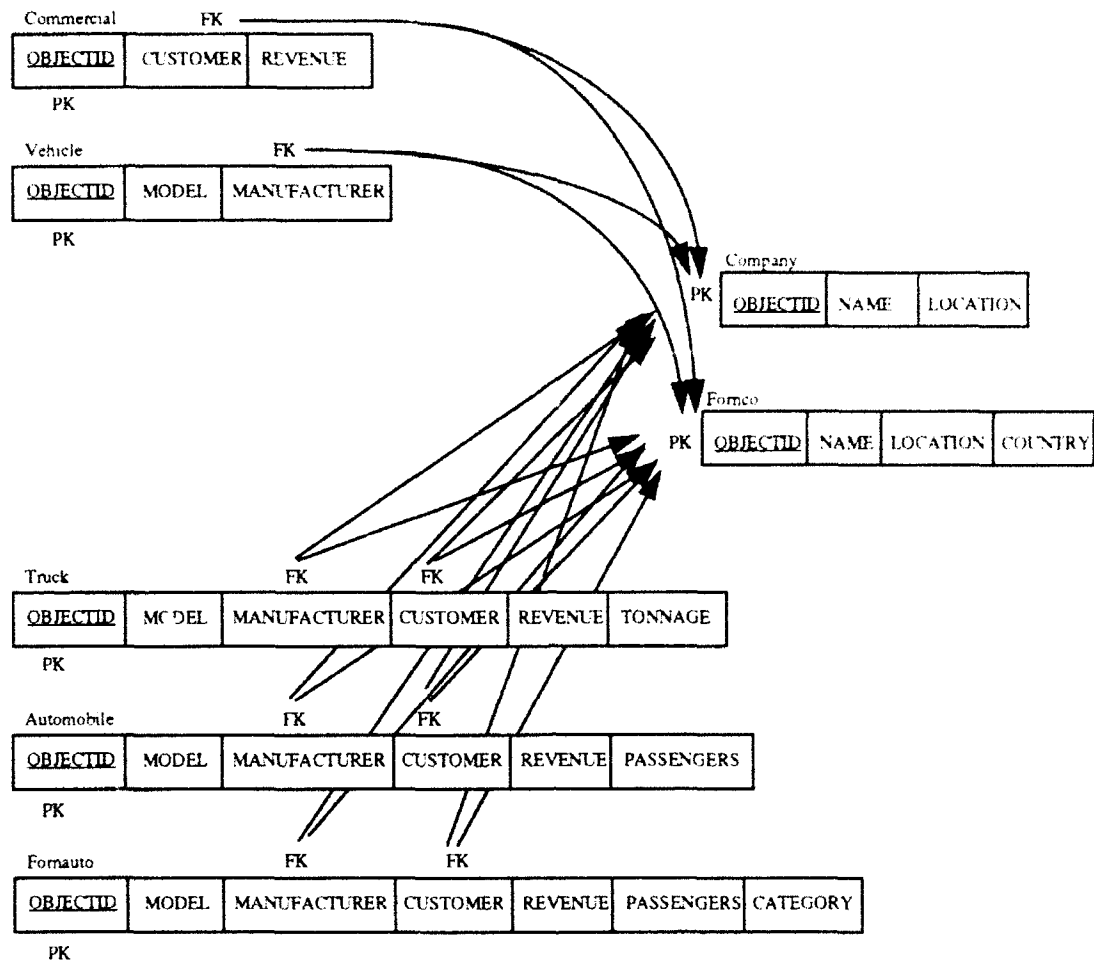 Commercial FK
OBJECTID CUSTOMER REVENUE
PK
Vehicle FK
OBJECTID MODEL MANUFACTURER
PK
Company
PK OBJECTID NAME LOCATION
Fornco
PK OBJECTID NAME LOCATION COUNTRY
FK FK
Truck
OBJECTID MODEL MANUFACTURER CUSTOMER REVENUE TONNAGE
PK
FK FK
Automobile
OBJECTID MODEL MANUFACTURER CUSTOMER REVENUE PASSENGERS
PK
FK FK
Fornauto
OBJECTID MODEL MANUFACTURER CUSTOMER REVENUE PASSENGERS CATEGORY
PK